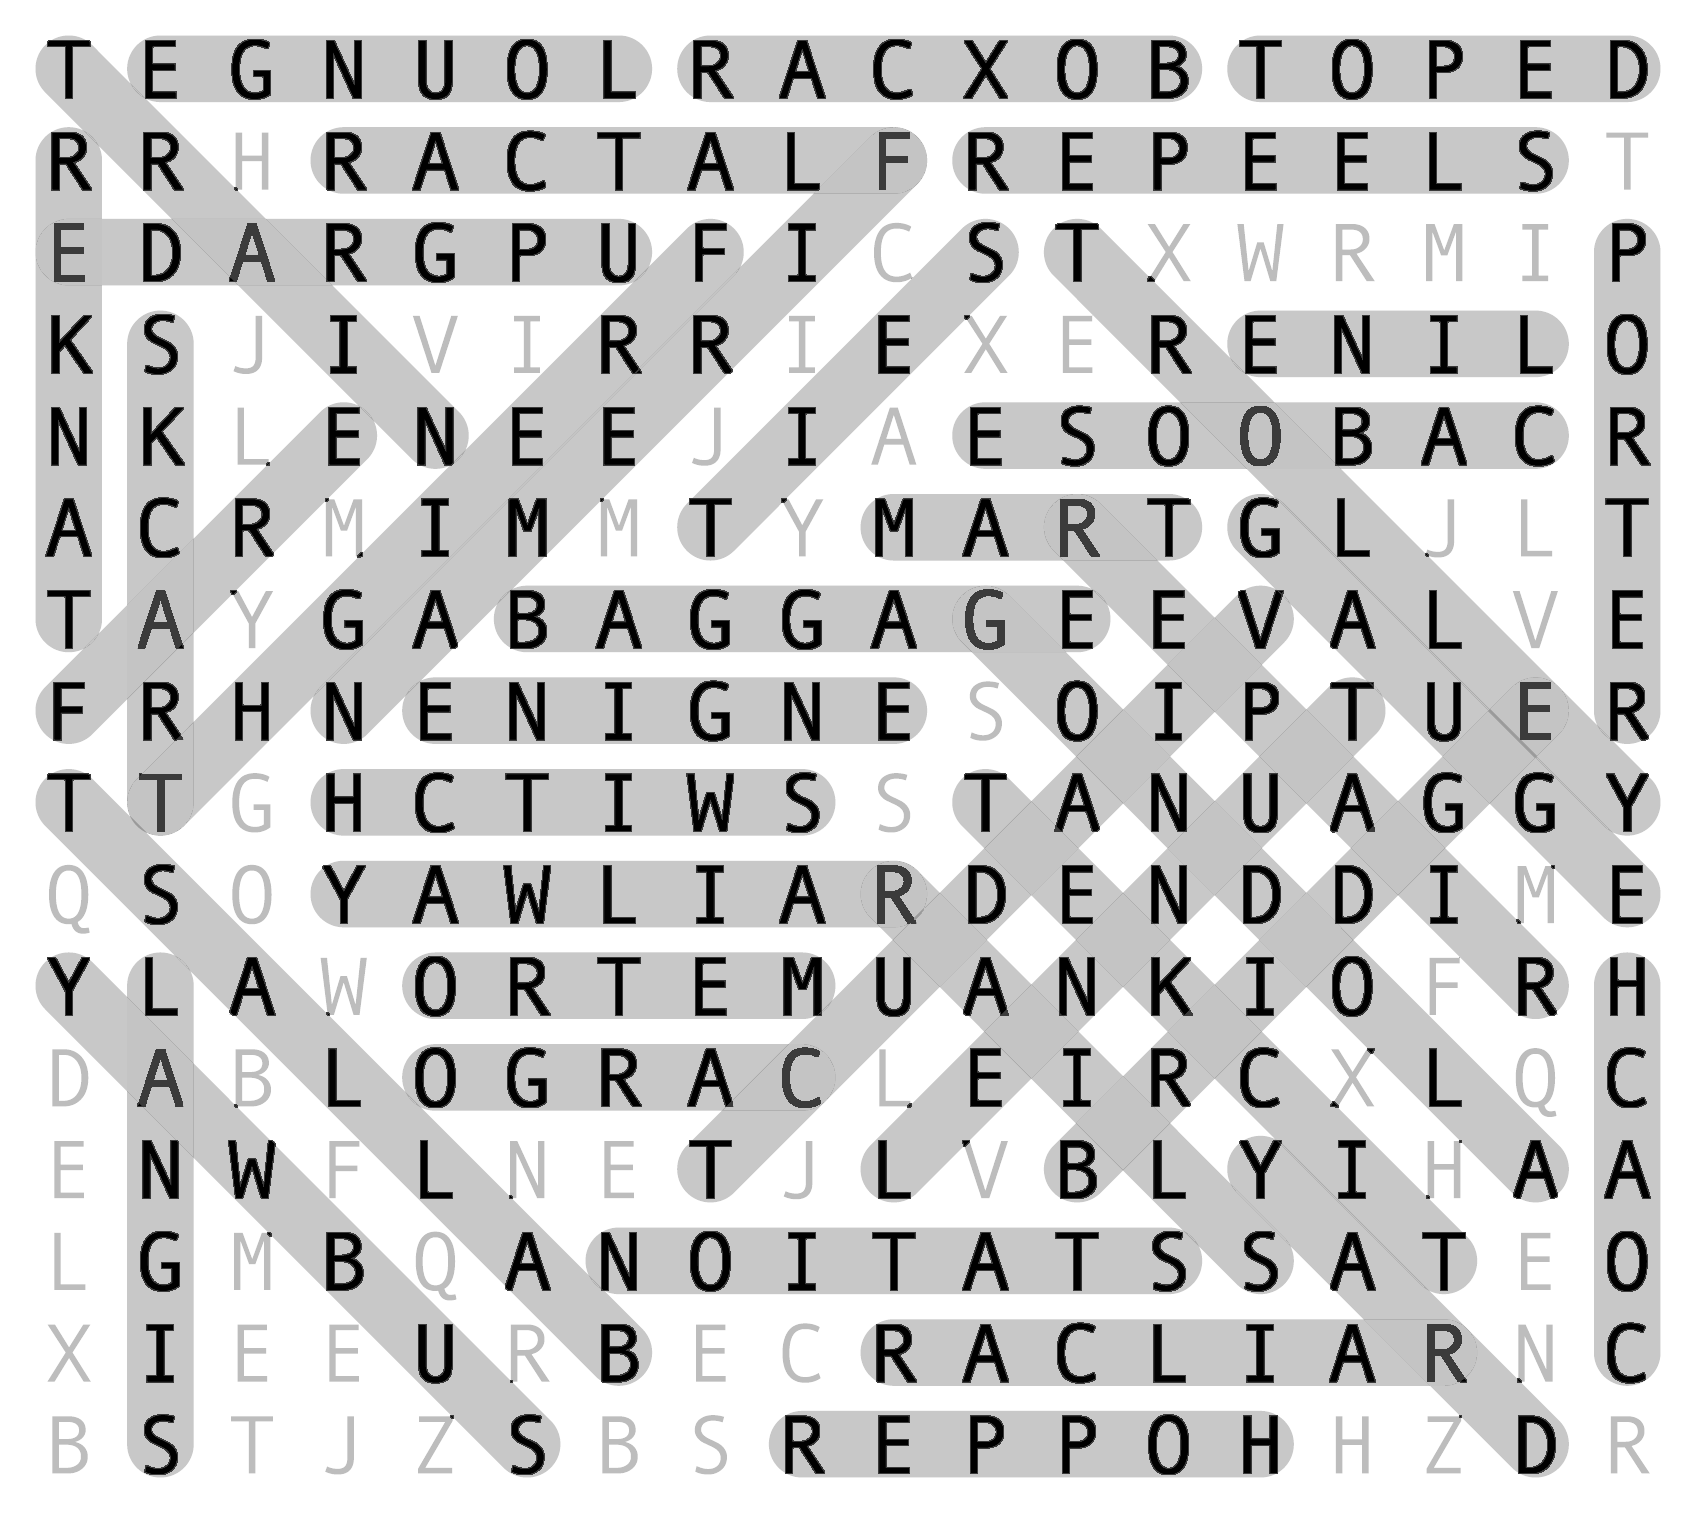 T E G N U O L R A C X O B T O P E D
R R H R A C T A L F R E P E E L S T
E D A R G P U F I C S T X W R M I P
K S J I V I R R I E X E R E N I L O
N K L E N E E J I A E S O O B A C R
A C R M I M M T Y M A R T G L J L T
T A Y G A B A G G A G E E V A L V E
F R H N E N I G N E S O I P T U E R
T T G H C T I W S S T A N U A G G Y
Q S O Y A W L I A R D E N D D I M E
Y L A W O R T E M U A N K I O F R H
D A B L O G R A C L E I R C X L Q C
E N W F L N E T J L V B L Y I H A A
L G M B Q A N O I T A T S S A T E O
X I E E U R B E C R A C L I A R N C
B S T J Z S B S R E P P O H H Z D R